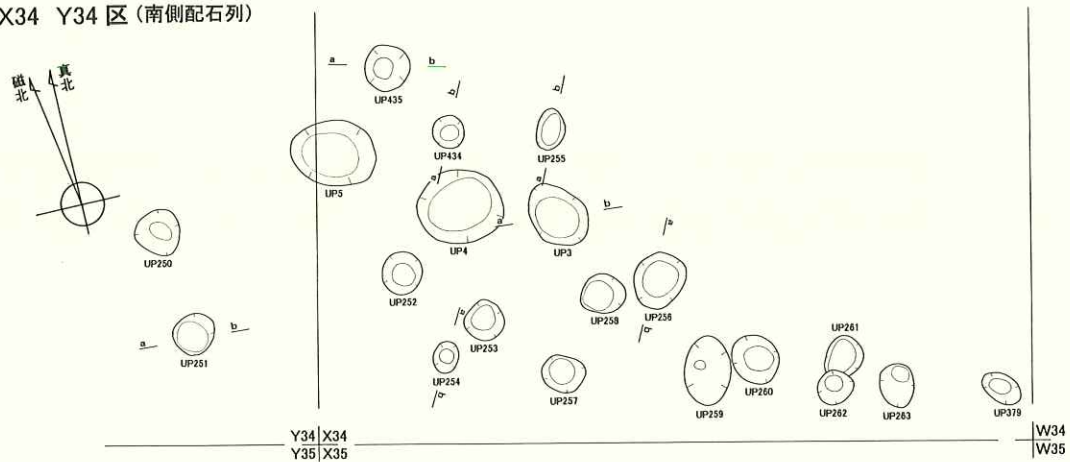 X34 Y34 区 (南側配石列)
磁北
真北
a
b
UP435
b
b
UP434
UP255
UP5
a
a
b
UP4
a
UP3
UP250
a
UP252
UP258
UP256
a
UP253
b
a
b
UP251
UP254
UP257
b
UP261
UP259
UP260
UP262
UP263
UP379
Y34 X34
Y35 X35
W34
W35